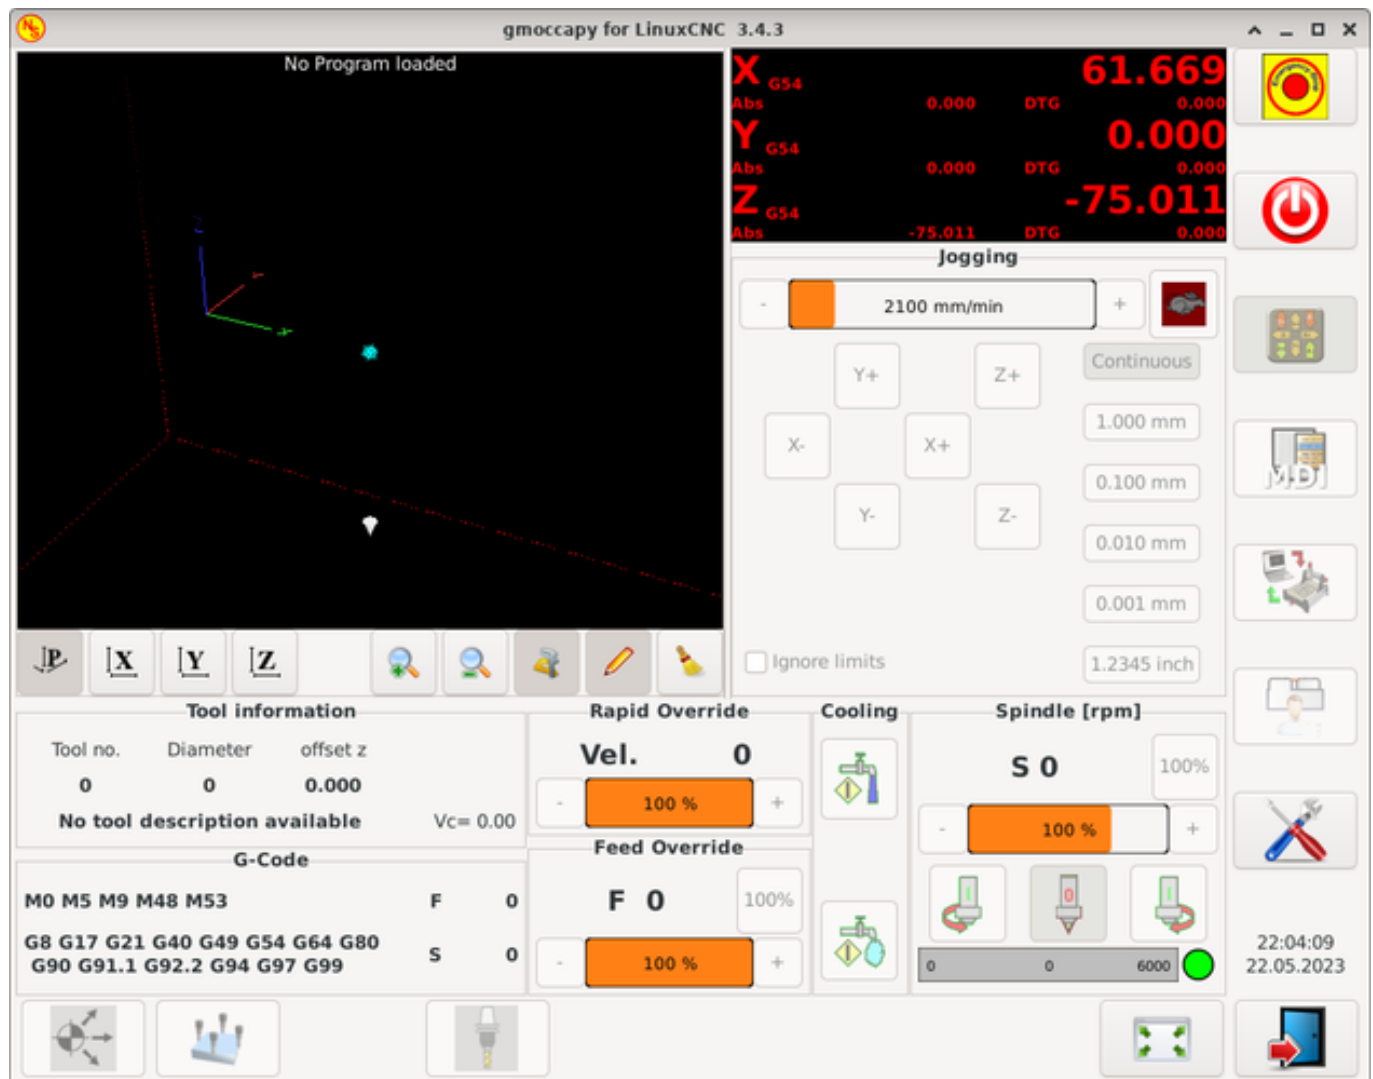 gmoccapy for LinuxCNC 3.4.3
No Program loaded
X G54 61.669
Abs 0.000 DTG 0.000
Y G54 0.000
Abs 0.000 DTG 0.000
Z G54 -75.011
Abs -75.011 DTG 0.000
Jogging
- 2100 mm/min +
Y+ Z+ Continuous
1.000 mm
X- X+
0.100 mm
Y- Z-
0.010 mm
0.001 mm
Ignore limits 1.2345 inch
MDI
P X Y Z
Tool information
Tool no. Diameter offset z
0 0 0.000
No tool description available Vc= 0.00
G-Code
M0 M5 M9 M48 M53 F 0
G8 G17 G21 G40 G49 G54 G64 G80
G90 G91.1 G92.2 G94 G97 G99
S 0
Rapid Override
Vel. 0
- 100 % +
Feed Override
F 0 100%
- 100 % +
Cooling
Spindle [rpm]
S 0 100%
- 100 % +
0 0 6000
22:04:09
22.05.2023